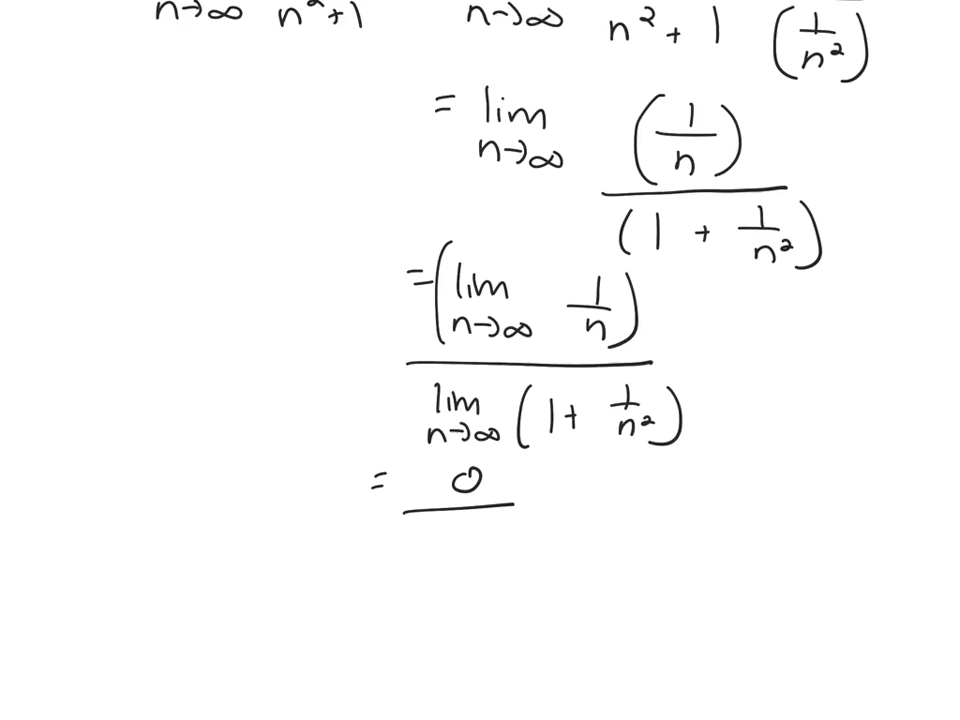 n→∞ n²+1 n→∞ n² + 1 (1/n²)
= lim n→∞ (1/n) / (1 + 1/n²)
= (lim n→∞ 1/n) / lim n→∞ (1 + 1/n²)
= 0